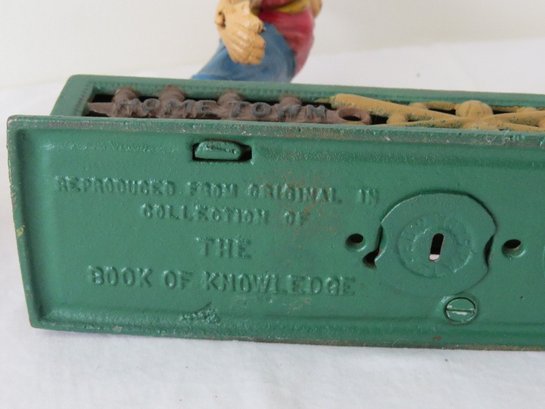 HOME TOWN
REPRODUCED FROM ORIGINAL IN
COLLECTION OF
THE
BOOK OF KNOWLEDGE